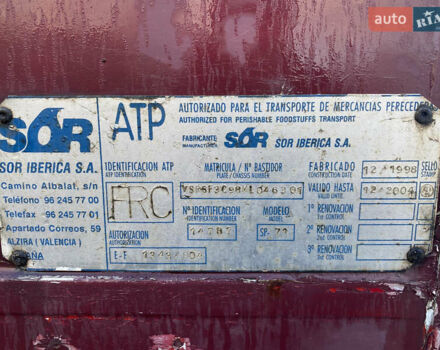 auto RIA
SÓR
SOR IBERICA S.A.
Camino Albalat, s/n
Teléfono 96 245 77 00
Telefax 96 245 77 01
Apartado Correos, 59
ALZIRA (VALENCIA)
ATP
AUTORIZADO PARA EL TRANSPORTE DE MERCANCIAS PERECEDERAS
AUTHORIZED FOR PERISHABLE FOODSTUFFS TRANSPORT
FABRICANTE
MANUFACTURER
SÓR IBERICA S.A.
IDENTIFICACION ATP
ATP IDENTIFICATION
MATRICULA / Nº BASTIDOR
PLATE / CHASSIS NUMBER
FABRICADO
CONSTRUCTION DATE
12/1998
SELLO
FRC
VALIDO HASTA
VALID UNTIL
12/2004
Nº IDENTIFICACION
IDENTIFICATION NUMBER
MODELO
MODEL
1ª RENOVACION
1st CONTROL
AUTORIZACION
AUTHORIZATION
SP. 71
2ª RENOVACION
2nd CONTROL
3ª RENOVACION
3rd CONTROL